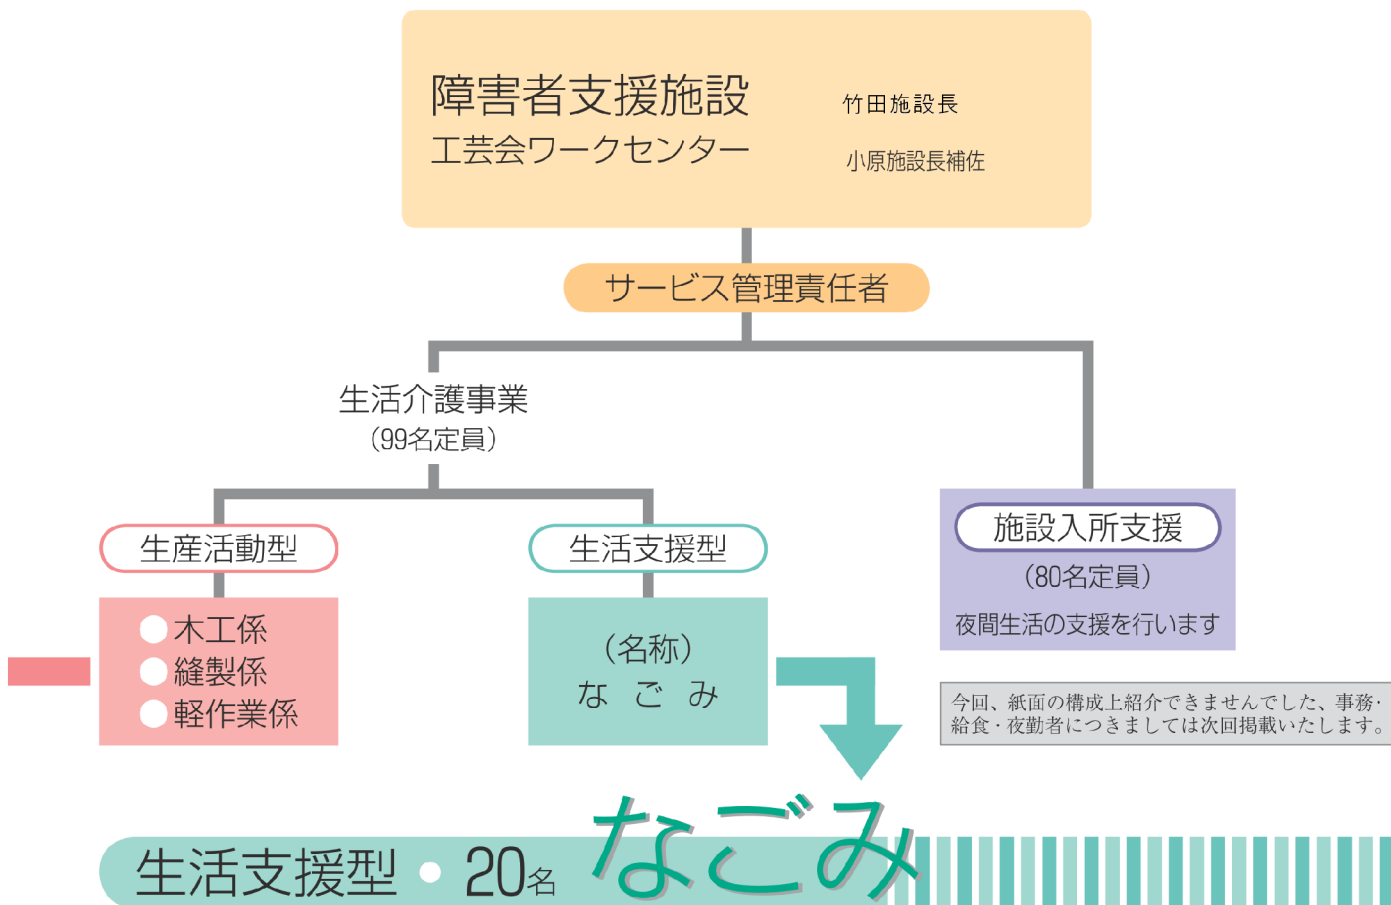 障害者支援施設
工芸会ワークセンター
竹田施設長
小原施設長補佐
サービス管理責任者
生活介護事業
（99名定員）
生産活動型
木工係
縫製係
軽作業係
生活支援型
（名称）
なごみ
施設入所支援
（80名定員）
夜間生活の支援を行います
今回、紙面の構成上紹介できませんでした、事務・
給食・夜勤者につきましては次回掲載いたします。
生活支援型・20名 なごみ